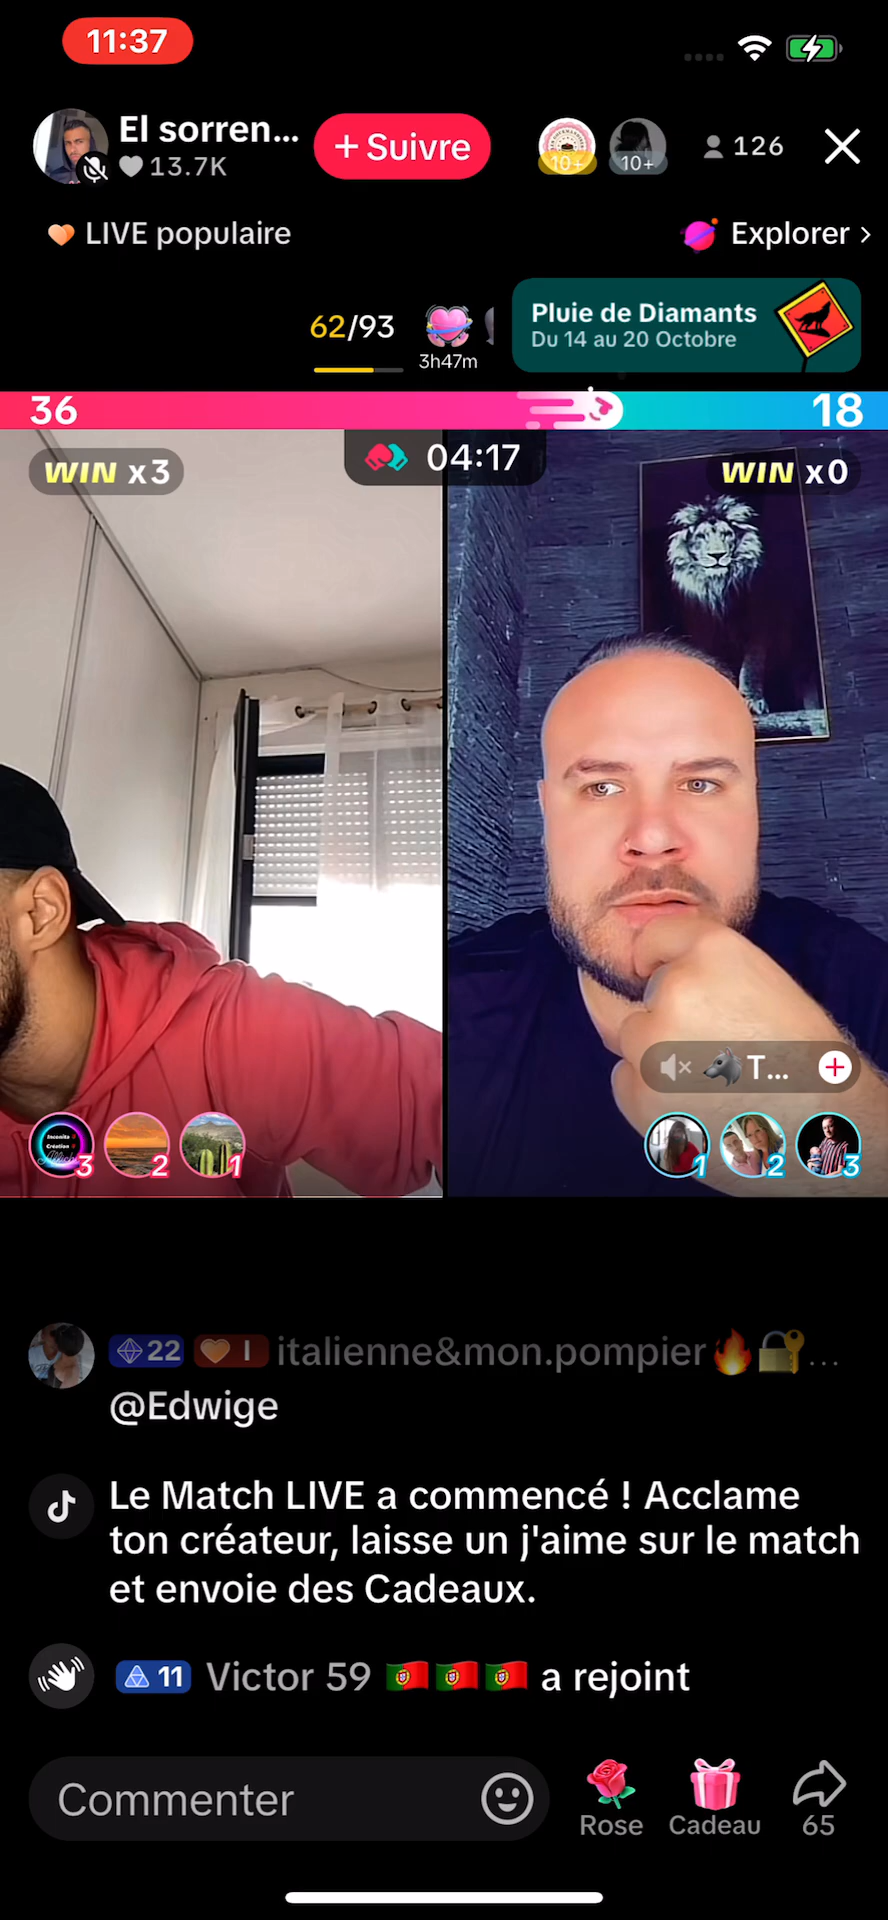 11:37
El sorren...
13.7K
+ Suivre
10+
10+
126
LIVE populaire
Explorer >
62/93
3h47m
Pluie de Diamants
Du 14 au 20 Octobre
36
18
WIN x3
04:17
WIN x0
T...
3
2
1
1
2
3
22 I italienne&mon.pompier🔥🔐...
@Edwige
Le Match LIVE a commencé ! Acclame
ton créateur, laisse un j'aime sur le match
et envoie des Cadeaux.
11 Victor 59 🇵🇹🇵🇹🇵🇹 a rejoint
Commenter
Rose
Cadeau
65